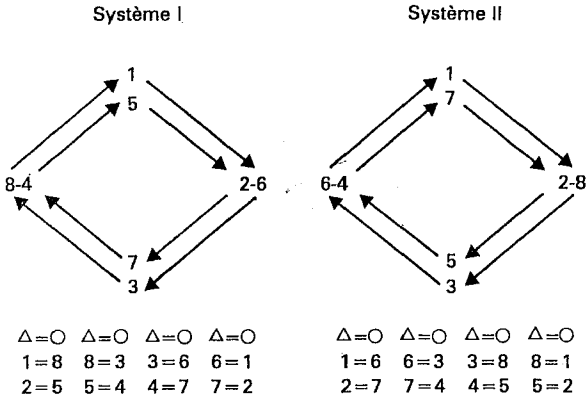 Système I Système II
1 1
5 7
8-4 2-6 6-4 2-8
7 5
3 3
△=○ △=○ △=○ △=○ △=○ △=○ △=○ △=○
1=8 8=3 3=6 6=1 1=6 6=3 3=8 8=1
2=5 5=4 4=7 7=2 2=7 7=4 4=5 5=2